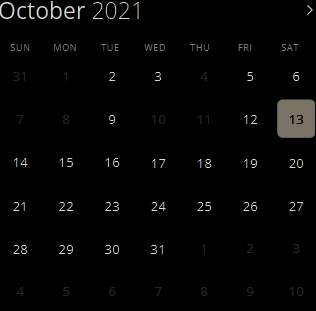 October 2021
SUN MON TUE WED THU FRI SAT
31 1 2 3 4 5 6
7 8 9 10 11 12 13
14 15 16 17 18 19 20
21 22 23 24 25 26 27
28 29 30 31 1 2 3
4 5 6 7 8 9 10